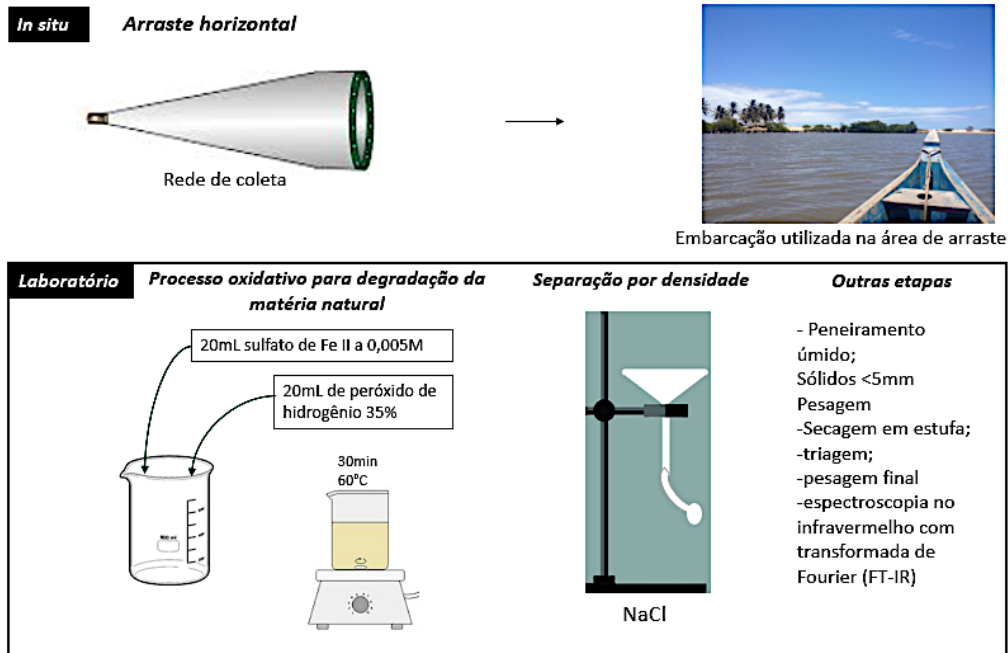 In situ
Arraste horizontal
Rede de coleta
Embarcação utilizada na área de arraste
Laboratório
Processo oxidativo para degradação da
matéria natural
20mL sulfato de Fe II a 0,005M
20mL de peróxido de
hidrogênio 35%
30min
60°C
Separação por densidade
NaCl
Outras etapas
- Peneiramento
úmido;
Sólidos <5mm
Pesagem
-Secagem em estufa;
-triagem;
-pesagem final
-espectroscopia no
infravermelho com
transformada de
Fourier (FT-IR)